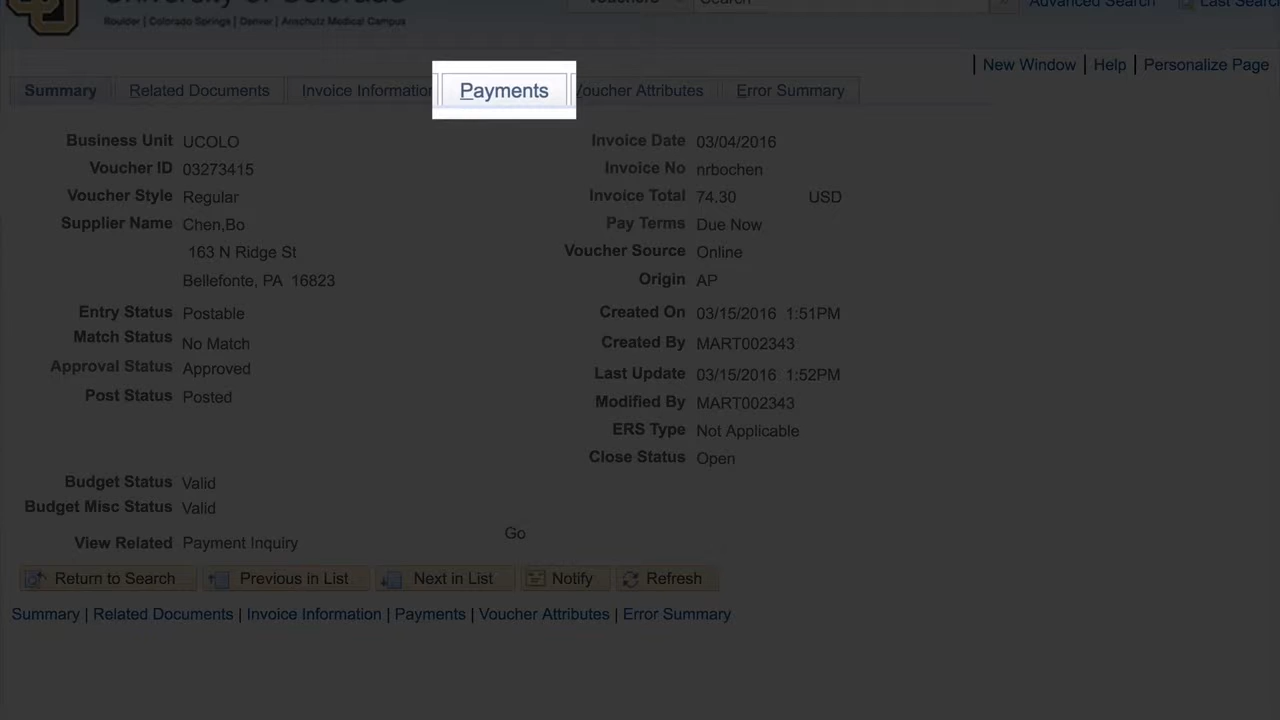 University of Colorado
Boulder | Colorado Springs | Denver | Anschutz Medical Campus
Vouchers Search Advanced Search Last Search
New Window | Help | Personalize Page
Summary Related Documents Invoice Information Payments Voucher Attributes Error Summary
Business Unit UCOLO Invoice Date 03/04/2016
Voucher ID 03273415 Invoice No nrbochen
Voucher Style Regular Invoice Total 74.30 USD
Supplier Name Chen,Bo Pay Terms Due Now
163 N Ridge St Voucher Source Online
Bellefonte, PA 16823 Origin AP
Entry Status Postable Created On 03/15/2016 1:51PM
Match Status No Match Created By MART002343
Approval Status Approved Last Update 03/15/2016 1:52PM
Post Status Posted Modified By MART002343
ERS Type Not Applicable
Close Status Open
Budget Status Valid
Budget Misc Status Valid
View Related Payment Inquiry Go
Return to Search Previous in List Next in List Notify Refresh
Summary | Related Documents | Invoice Information | Payments | Voucher Attributes | Error Summary